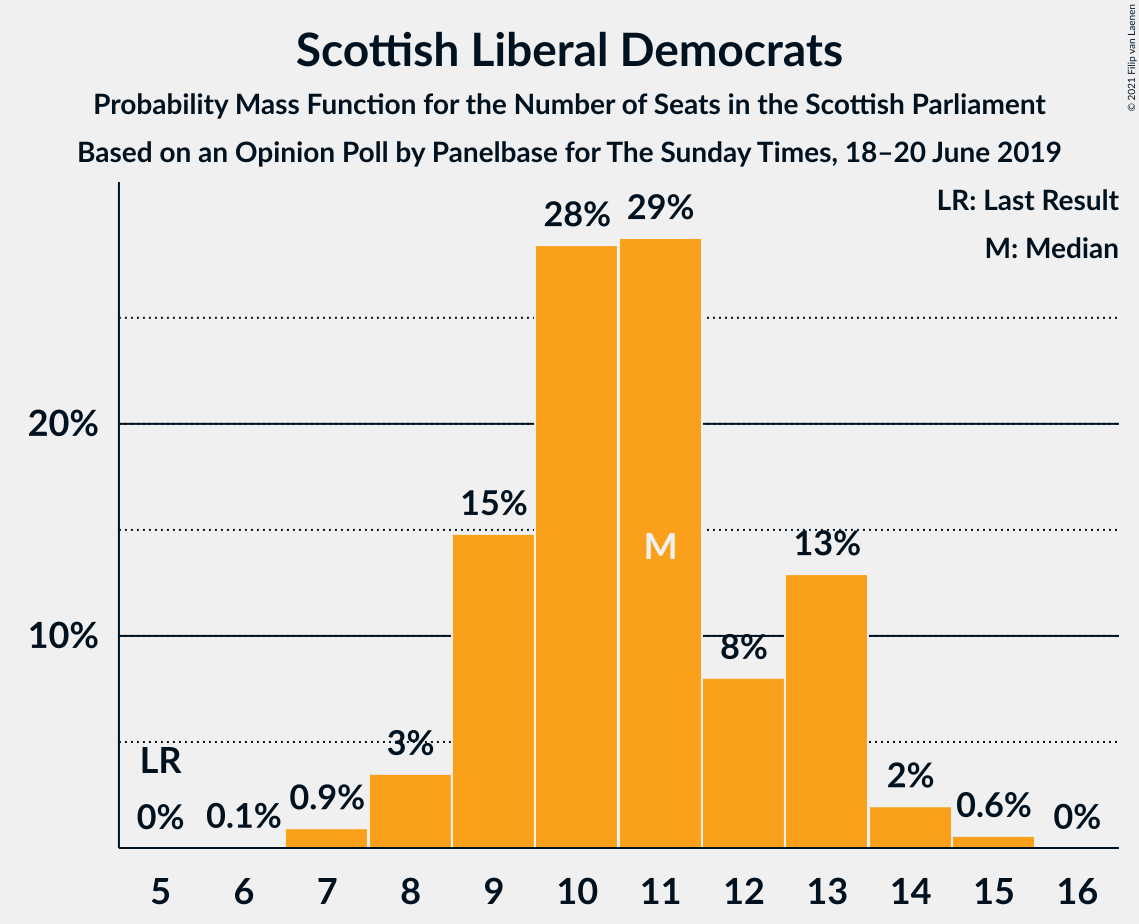 Scottish Liberal Democrats
Probability Mass Function for the Number of Seats in the Scottish Parliament
Based on an Opinion Poll by Panelbase for The Sunday Times, 18–20 June 2019
© 2021 Filip van Laenen
LR: Last Result
M: Median
28% 29%
20%
15%
M
13%
10%
8%
3%
LR
2%
0.9%
0.6%
0% 0.1% 0%
5 6 7 8 9 10 11 12 13 14 15 16